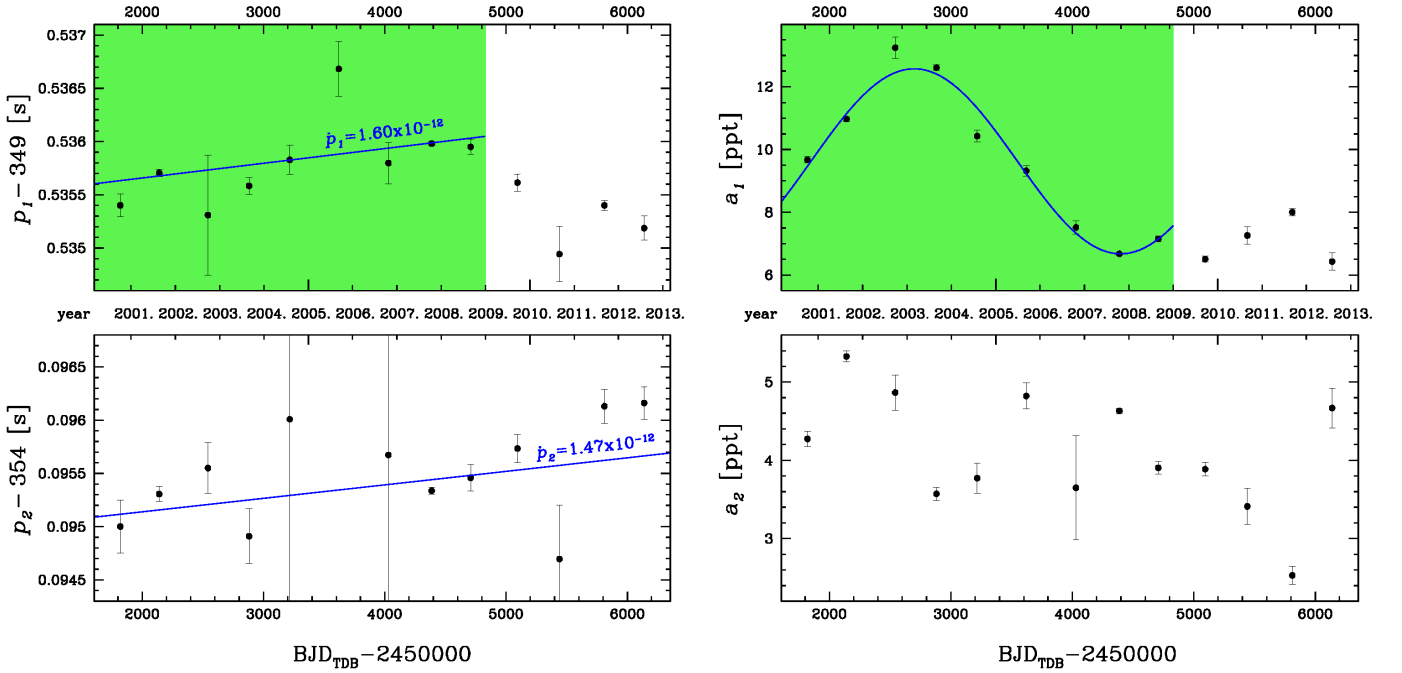 2000 3000 4000 5000 6000
0.537
0.5365
0.536
0.5355
0.535
p₁ − 349 [s]
ṗ₁=1.60x10⁻¹²
2000 3000 4000 5000 6000
12
10
8
6
a₁ [ppt]
year 2001. 2002. 2003. 2004. 2005. 2006. 2007. 2008. 2009. 2010. 2011. 2012. 2013.
year 2001. 2002. 2003. 2004. 2005. 2006. 2007. 2008. 2009. 2010. 2011. 2012. 2013.
0.0965
0.096
0.0955
0.095
0.0945
p₂ − 354 [s]
ṗ₂=1.47x10⁻¹²
2000 3000 4000 5000 6000
BJD_TDB−2450000
5
4
3
a₂ [ppt]
2000 3000 4000 5000 6000
BJD_TDB−2450000